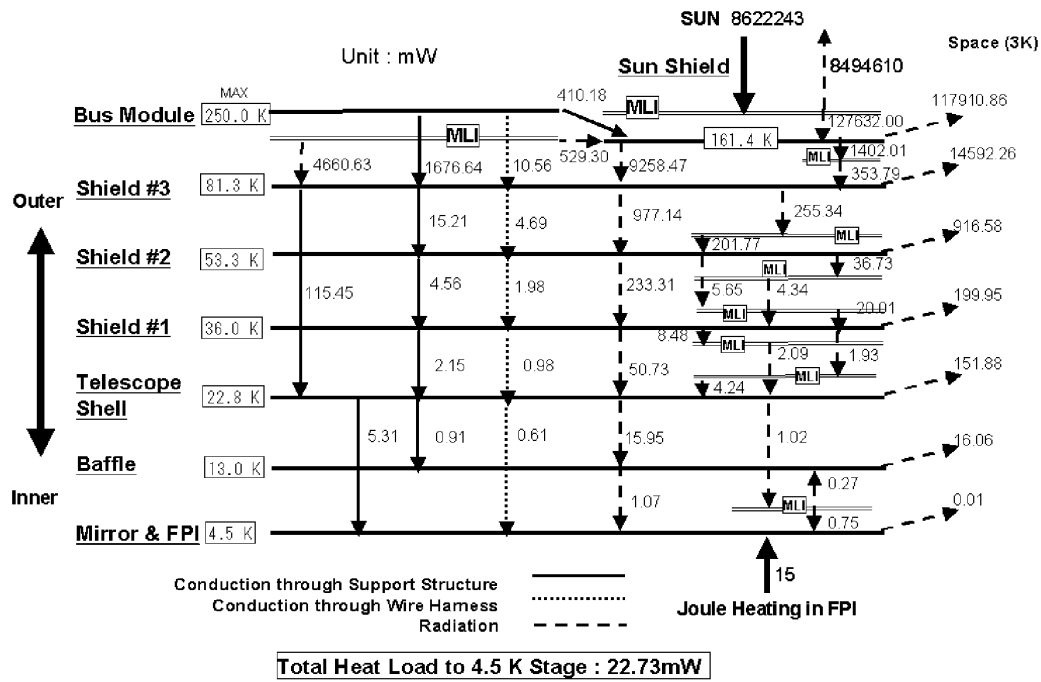 SUN 8622243
Unit : mW
Space (3K)
Sun Shield
8494610
MAX
410.18
MLI
117910.86
Bus Module 250.0 K
127632.00
MLI
161.4 K
1402.01
529.30
MLI
14592.26
4660.63 1676.64 10.56 9258.47 353.79
Shield #3 81.3 K
Outer
255.34
15.21 4.69 977.14
916.58
MLI
201.77
Shield #2 53.3 K
MLI
36.73
115.45 4.56 1.98 233.31 5.65 4.34
199.95
20.01
MLI
Shield #1 36.0 K
8.48
MLI
2.09 1.93
2.15 0.98 50.73
151.88
MLI
Telescope
4.24
Shell 22.8 K
5.31 0.91 0.61 15.95 1.02
16.06
Baffle 13.0 K
0.27
Inner
1.07
MLI
0.01
0.75
Mirror & FPI 4.5 K
15
Conduction through Support Structure
Conduction through Wire Harness
Radiation
Joule Heating in FPI
Total Heat Load to 4.5 K Stage : 22.73mW